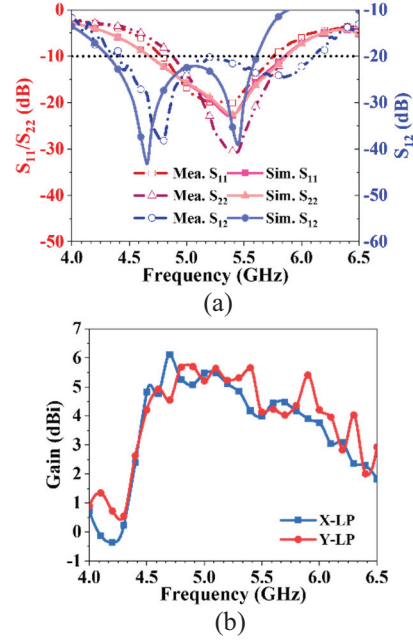 0
-10
-20
-30
-40
-50
S11/S22 (dB)
10
-10
-20
-30
-40
-50
-60
S12 (dB)
Mea. S11
Sim. S11
Mea. S22
Sim. S22
Mea. S12
Sim. S12
4.0 4.5 5.0 5.5 6.0 6.5
Frequency (GHz)
(a)
7
6
5
4
3
2
1
0
-1
Gain (dBi)
X-LP
Y-LP
4.0 4.5 5.0 5.5 6.0 6.5
Frequency (GHz)
(b)